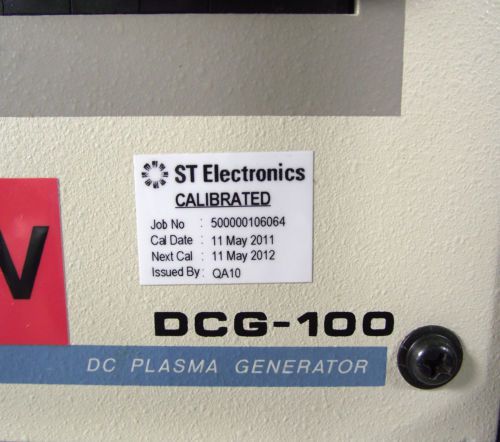 ST Electronics
CALIBRATED
Job No : 500000106064
Cal Date : 11 May 2011
Next Cal : 11 May 2012
Issued By : QA10
DCG-100
DC PLASMA GENERATOR